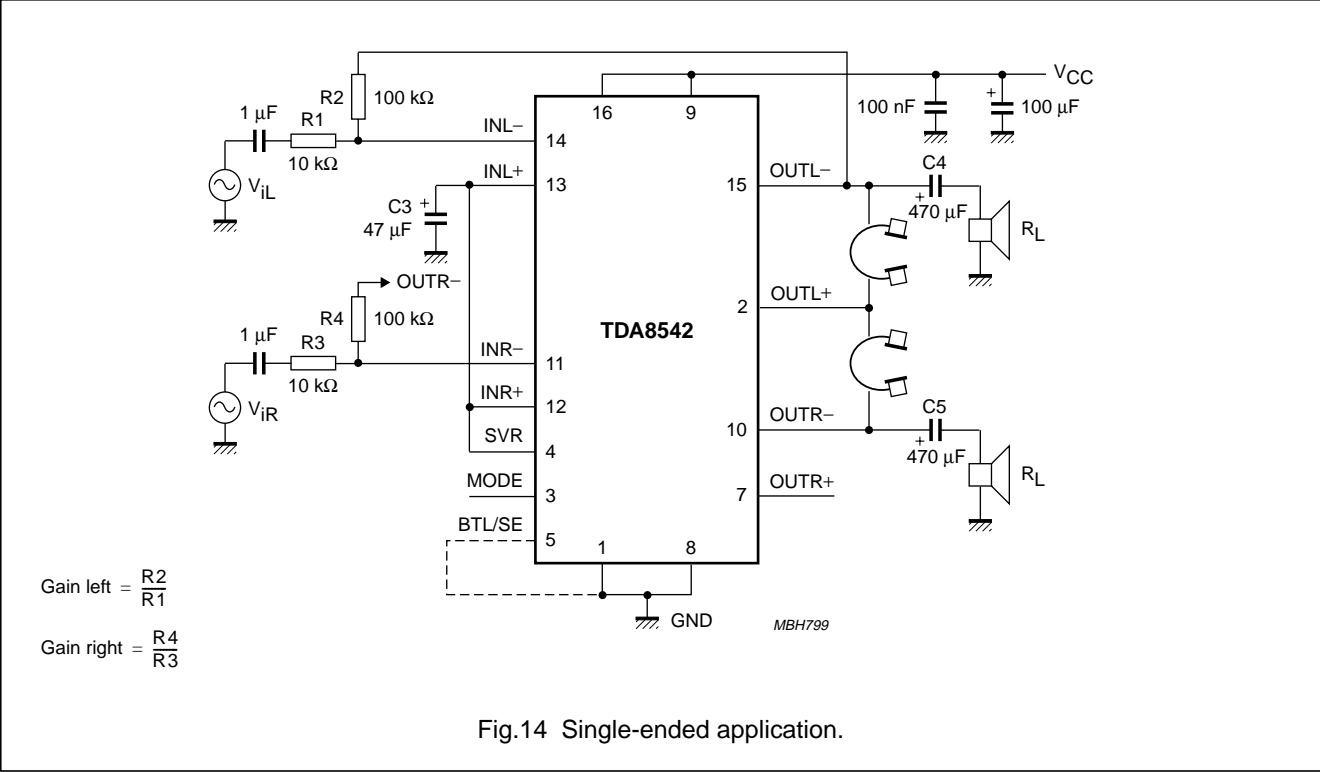 V_CC
R2 100 kΩ
16 9
100 nF + 100 μF
1 μF R1
10 kΩ
INL−
14
V_iL
INL+
13
C3 +
47 μF
OUTL−
15
C4
+
470 μF
R_L
OUTR−
R4 100 kΩ
OUTL+
2
TDA8542
1 μF R3
10 kΩ
INR−
11
V_iR
INR+
12
SVR
4
OUTR−
10
C5
+
470 μF
R_L
MODE
3
OUTR+
7
BTL/SE
5
1 8
GND
MBH799
Gain left = R2/R1
Gain right = R4/R3
Fig.14 Single-ended application.